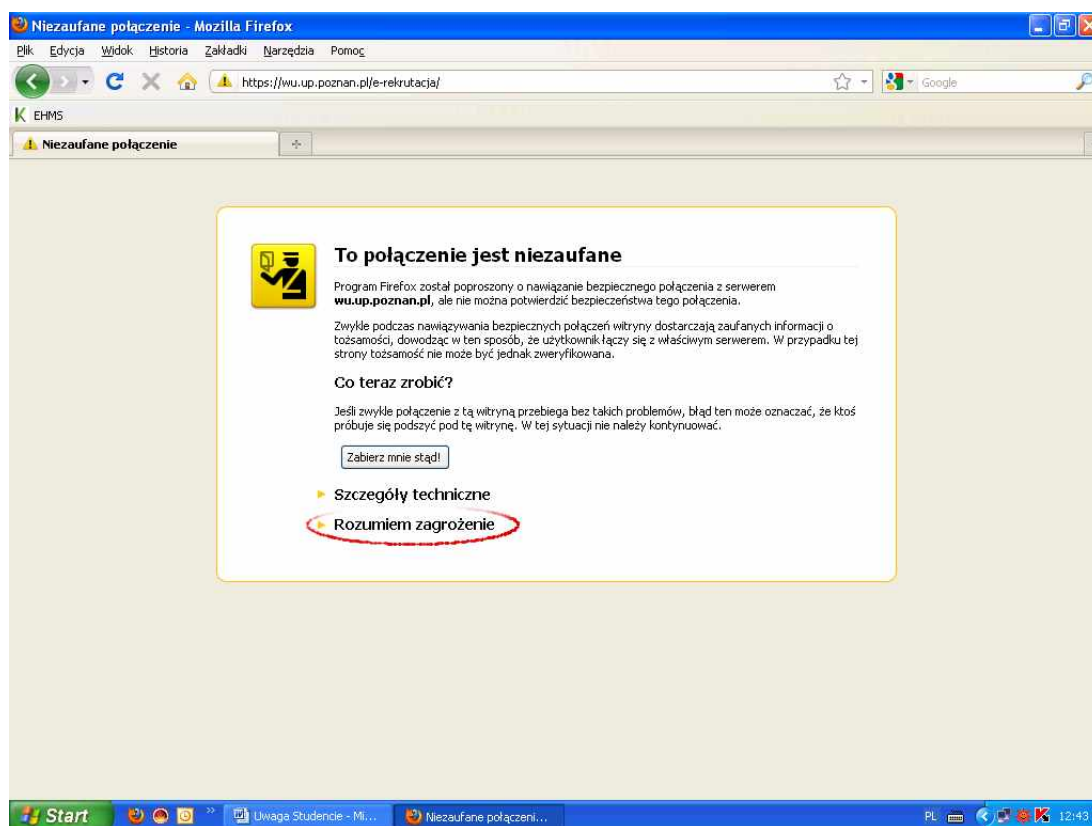 Niezaufane połączenie - Mozilla Firefox
Plik Edycja Widok Historia Zakładki Narzędzia Pomoc
https://wu.up.poznan.pl/e-rekrutacja/ Google
EHMS
Niezaufane połączenie
To połączenie jest niezaufane
Program Firefox został poproszony o nawiązanie bezpiecznego połączenia z serwerem
wu.up.poznan.pl, ale nie można potwierdzić bezpieczeństwa tego połączenia.
Zwykle podczas nawiązywania bezpiecznych połączeń witryny dostarczają zaufanych informacji o
tożsamości, dowodząc w ten sposób, że użytkownik łączy się z właściwym serwerem. W przypadku tej
strony tożsamość nie może być jednak zweryfikowana.
Co teraz zrobić?
Jeśli zwykle połączenie z tą witryną przebiega bez takich problemów, błąd ten może oznaczać, że ktoś
próbuje się podszyć pod tę witrynę. W tej sytuacji nie należy kontynuować.
Zabierz mnie stąd!
Szczegóły techniczne
Rozumiem zagrożenie
Start Uwaga Studencie - Mi... Niezaufane połączeni... PL 12:43